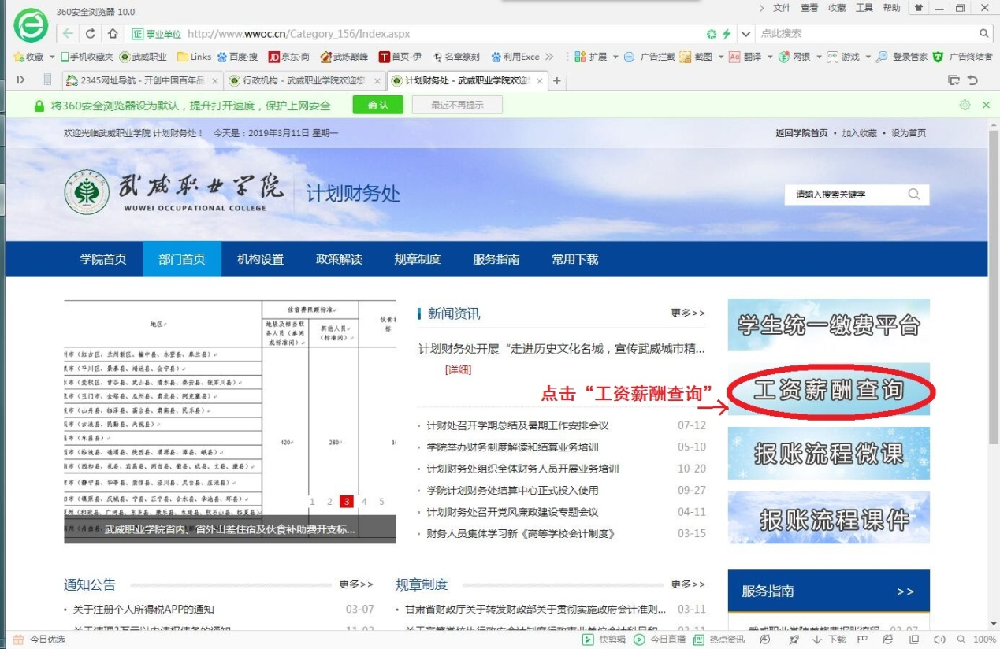 360安全浏览器 10.0
文件 查看 收藏 工具 帮助
证 事业单位 http://www.wwoc.cn/Category_156/Index.aspx
点此搜索
收藏 手机收藏夹 武威职业 Links 百度·搜 京东·商 武炼巅峰 首页-伊 名章篆刻 利用Exce » 扩展 广告拦截 截图 翻译 网银 游戏 登录管家 广告终结者
2345网址导航 - 开创中国百年品 行政机构 - 武威职业学院欢迎您 计划财务处 - 武威职业学院欢迎
将360安全浏览器设为默认，提升打开速度，保护上网安全 确认 最近不再提示
欢迎光临武威职业学院 计划财务处！ 今天是：2019年3月11日 星期一
返回学院首页 · 加入收藏 · 设为首页
武威职业学院
WUWEI OCCUPATIONAL COLLEGE
计划财务处
请输入搜素关键字
学院首页 部门首页 机构设置 政策解读 规章制度 服务指南 常用下载
地区
住宿费限额标准
地级及相当职务人员（单间或标准间）
其他人员（标准间）
伙食
标
州市（红古区、兰州新区、榆中县、永登县、皋兰县）
市（平川区、景泰县、靖远县、会宁县）
市（麦积区、甘谷县、武山县、清水县、秦安县、张家川县）
市（玉门市、金塔县、瓜州县、肃北县、阿克塞县）
市（山丹县、临泽县、高台县、肃南县、民乐县）
市（古浪县、民勤县、天祝县）
市（永昌县）
市（临洮县、通渭县、陇西县、渭源县、漳县、岷县）
市（西和县、礼县、宕昌县、两当县、徽县、成县、文县、康县）
市（静宁县、华亭县、崇信县、泾川县、灵台县、庄浪县）
市（镇原县、庆城县、宁县、正宁县、合水县、华池县、环县）
州（和政县、广河县、东乡县、康乐县、永靖县、积石山县、临夏县）
420
280
1 2 3 4 5
武威职业学院省内、省外出差住宿及伙食补助费开支标...
新闻资讯 更多>>
计划财务处开展“走进历史文化名城，宣传武威城市精...
[详细]
点击“工资薪酬查询”
· 计财处召开学期总结及暑期工作安排会议 07-12
· 学院举办财务制度解读和结算业务培训 05-10
· 计划财务处组织全体财务人员开展业务培训 10-20
· 学院计划财务处结算中心正式投入使用 09-27
· 计划财务处召开党风廉政建设专题会议 04-11
· 财务人员集体学习新《高等学校会计制度》 03-15
学生统一缴费平台
工资薪酬查询
报账流程微课
报账流程课件
通知公告 更多>>
· 关于注册个人所得税APP的通知 03-07
规章制度 更多>>
· 甘肃省财政厅关于转发财政部关于贯彻实施政府会计准则... 03-11
服务指南 >>
今日优选
快剪辑 今日直播 热点资讯 下载 100%